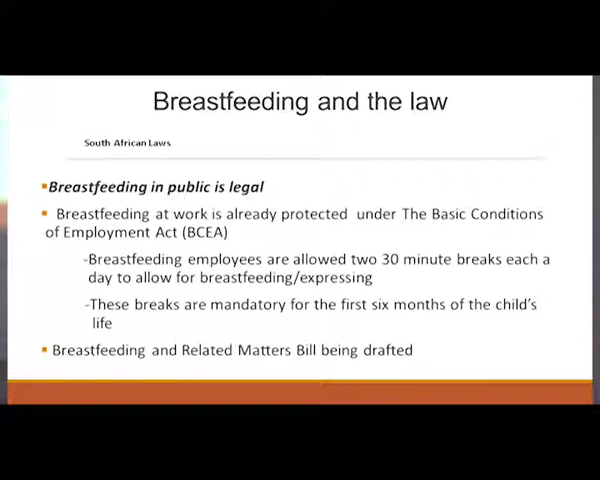 Breastfeeding and the law
South African Laws
▪Breastfeeding in public is legal
▪ Breastfeeding at work is already protected under The Basic Conditions
of Employment Act (BCEA)
-Breastfeeding employees are allowed two 30 minute breaks each a
day to allow for breastfeeding/expressing
-These breaks are mandatory for the first six months of the child's
life
▪ Breastfeeding and Related Matters Bill being drafted